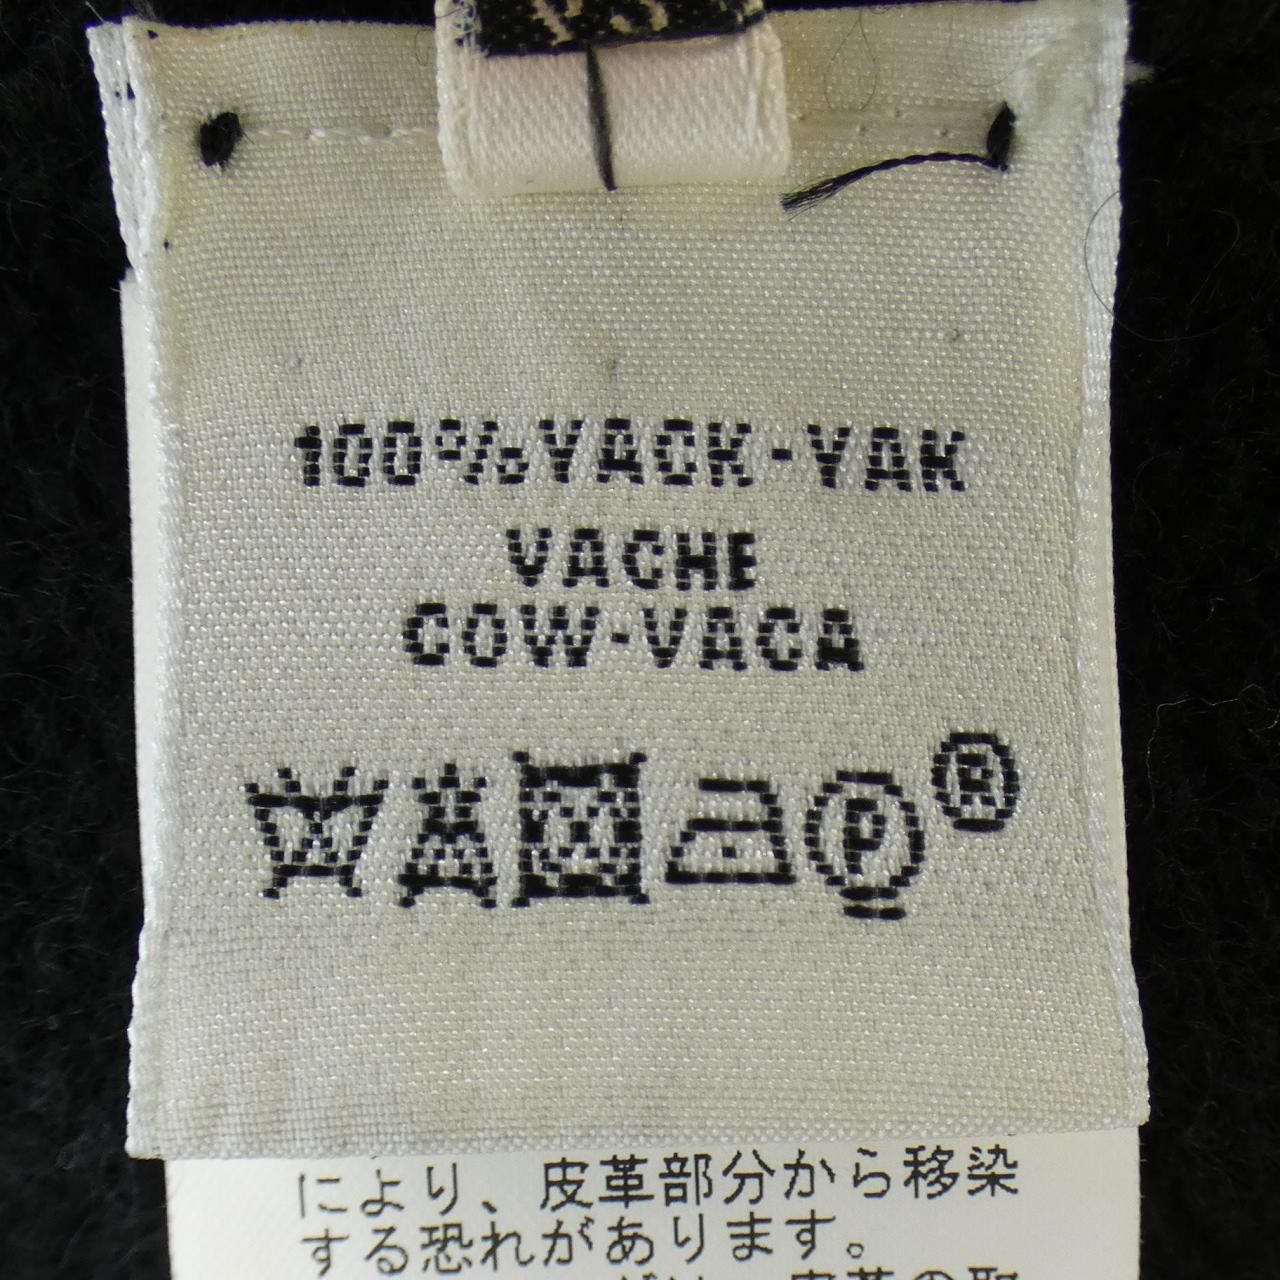 100%YACK-YAK
VACHE
COW-VACA
P ®
により、皮革部分から移染
する恐れがあります。